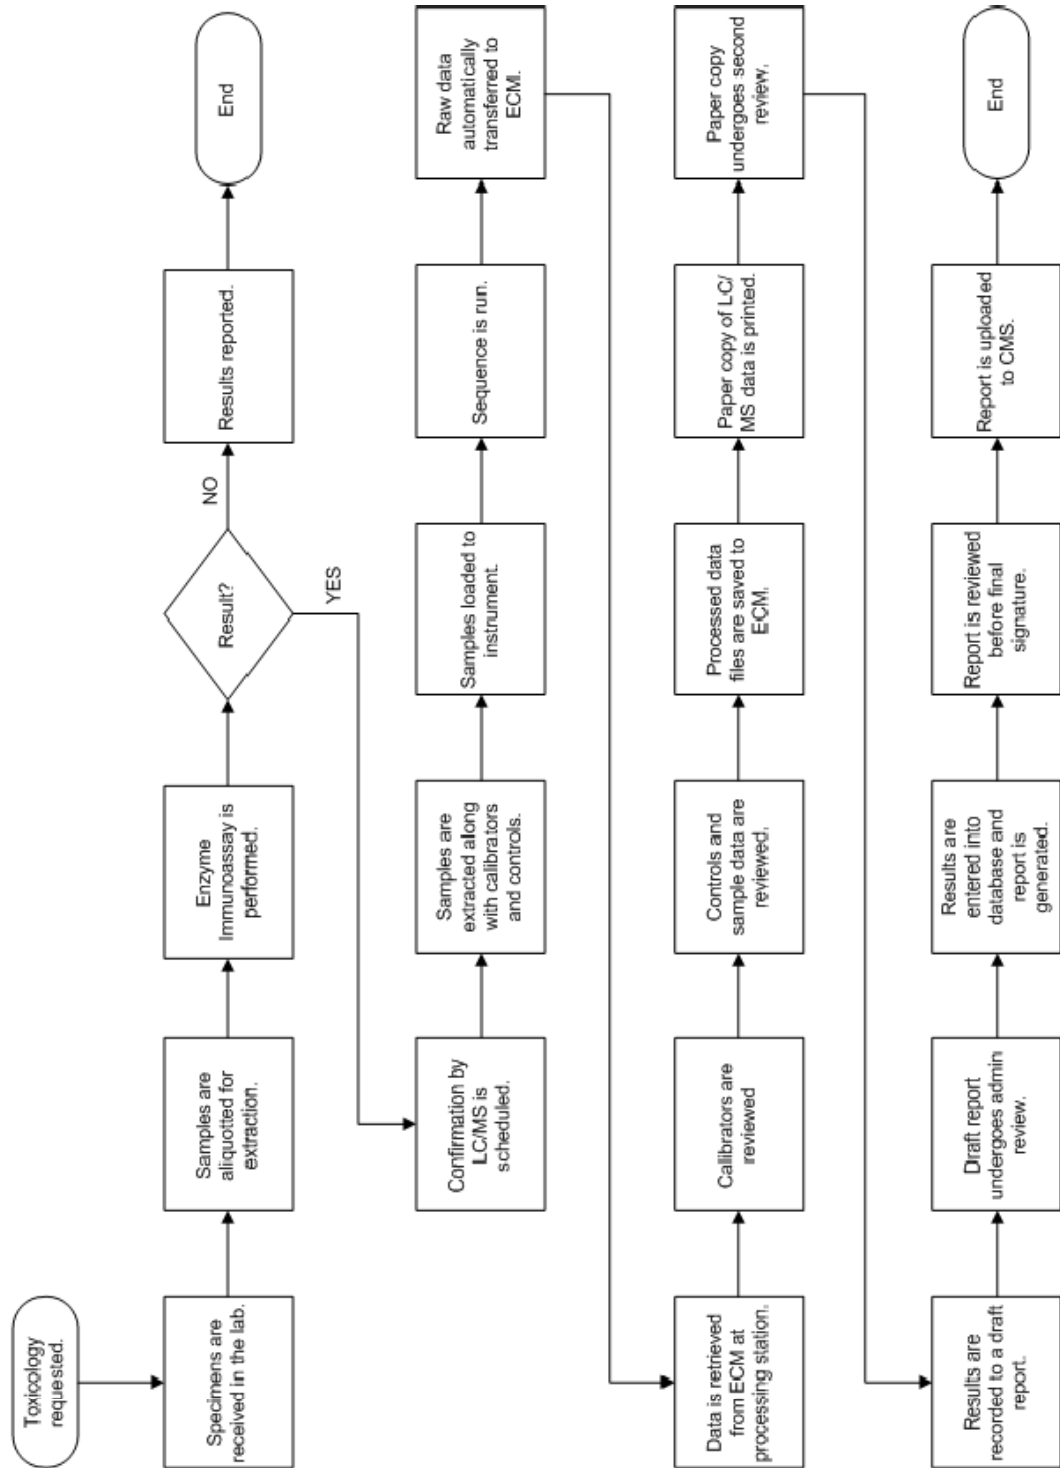 Toxicology
requested.
Specimens are
received in the lab.
Samples are
aliquotted for
extraction.
Enzyme
Immunoassay is
performed.
Result?
NO
YES
Results reported.
End
Confirmation by
LC/MS is
scheduled.
Samples are
extracted along
with calibrators
and controls.
Samples loaded to
instrument.
Sequence is run.
Raw data
automatically
transferred to
ECM.
Data is retrieved
from ECM at
processing station.
Calibrators are
reviewed
Controls and
sample data are
reviewed.
Processed data
files are saved to
ECM.
Paper copy of LC/
MS data is printed.
Paper copy
undergoes second
review.
Results are
recorded to a draft
report.
Draft report
undergoes admin
review.
Results are
entered into
database and
report is
generated.
Report is reviewed
before final
signature.
Report is uploaded
to CMS.
End